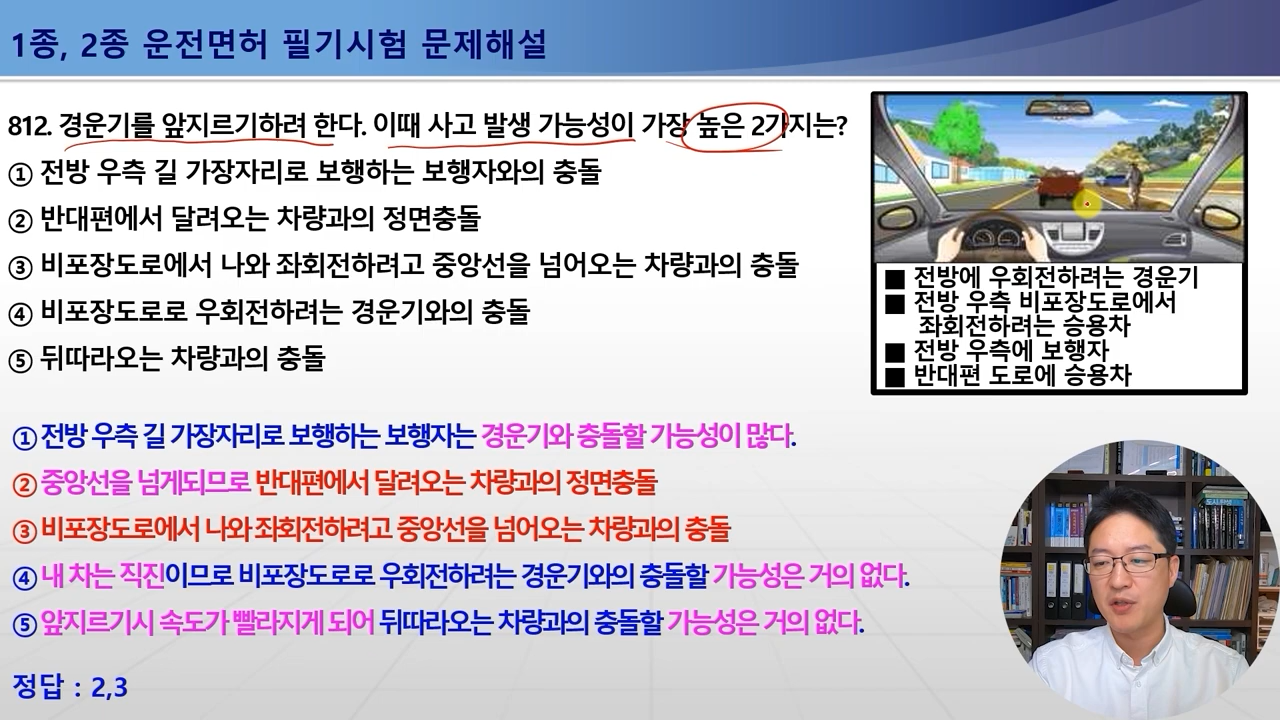 1종, 2종 운전면허 필기시험 문제해설
812. 경운기를 앞지르기하려 한다. 이때 사고 발생 가능성이 가장 높은 2가지는?
① 전방 우측 길 가장자리로 보행하는 보행자와의 충돌
② 반대편에서 달려오는 차량과의 정면충돌
③ 비포장도로에서 나와 좌회전하려고 중앙선을 넘어오는 차량과의 충돌
④ 비포장도로로 우회전하려는 경운기와의 충돌
⑤ 뒤따라오는 차량과의 충돌
■ 전방에 우회전하려는 경운기
■ 전방 우측 비포장도로에서
좌회전하려는 승용차
■ 전방 우측에 보행자
■ 반대편 도로에 승용차
① 전방 우측 길 가장자리로 보행하는 보행자는 경운기와 충돌할 가능성이 많다.
② 중앙선을 넘게되므로 반대편에서 달려오는 차량과의 정면충돌
③ 비포장도로에서 나와 좌회전하려고 중앙선을 넘어오는 차량과의 충돌
④ 내 차는 직진이므로 비포장도로로 우회전하려는 경운기와의 충돌할 가능성은 거의 없다.
⑤ 앞지르기시 속도가 빨라지게 되어 뒤따라오는 차량과의 충돌할 가능성은 거의 없다.
정답 : 2,3